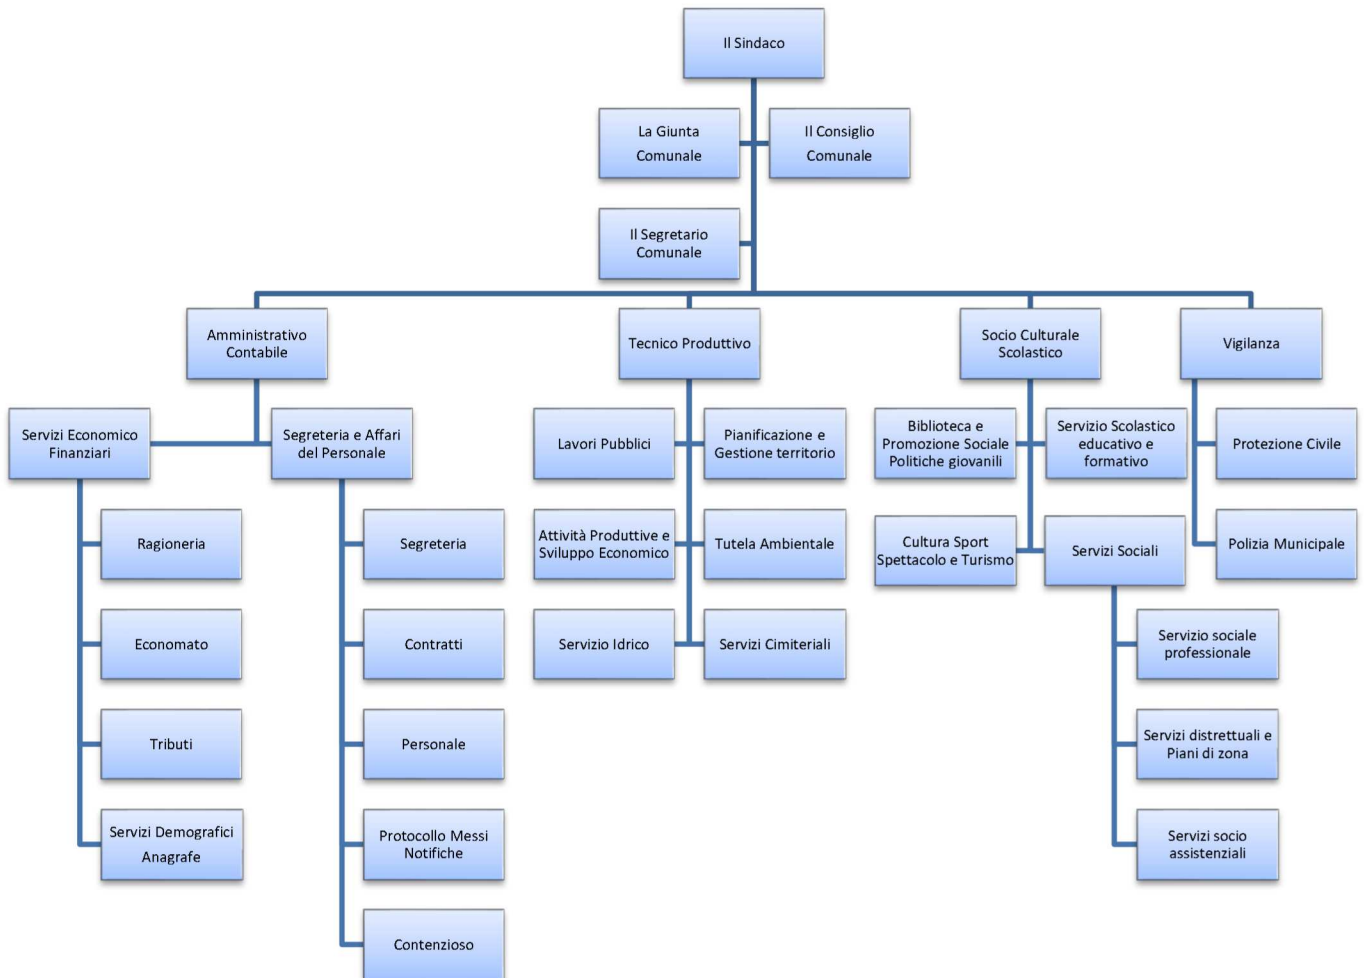 Il Sindaco
La Giunta
Comunale
Il Consiglio
Comunale
Il Segretario
Comunale
Amministrativo
Contabile
Tecnico Produttivo
Socio Culturale
Scolastico
Vigilanza
Servizi Economico
Finanziari
Segreteria e Affari
del Personale
Lavori Pubblici
Pianificazione e
Gestione territorio
Biblioteca e
Promozione Sociale
Politiche giovanili
Servizio Scolastico
educativo e
formativo
Protezione Civile
Ragioneria
Segreteria
Attività Produttive e
Sviluppo Economico
Tutela Ambientale
Cultura Sport
Spettacolo e Turismo
Servizi Sociali
Polizia Municipale
Economato
Contratti
Servizio Idrico
Servizi Cimiteriali
Servizio sociale
professionale
Tributi
Personale
Servizi distrettuali e
Piani di zona
Servizi Demografici
Anagrafe
Protocollo Messi
Notifiche
Servizi socio
assistenziali
Contenzioso